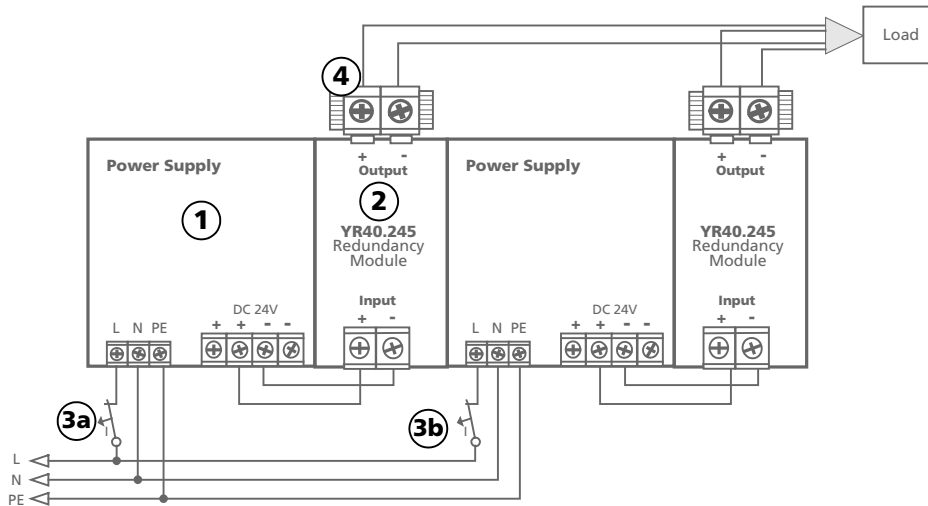 Load
4
+ -
Output
+ -
Output
Power Supply
1
2
YR40.245
Redundancy
Module
Power Supply
YR40.245
Redundancy
Module
Input
+ -
Input
+ -
DC 24V
+ + - -
L N PE
DC 24V
+ + - -
L N PE
3a
I
3b
I
L
N
PE